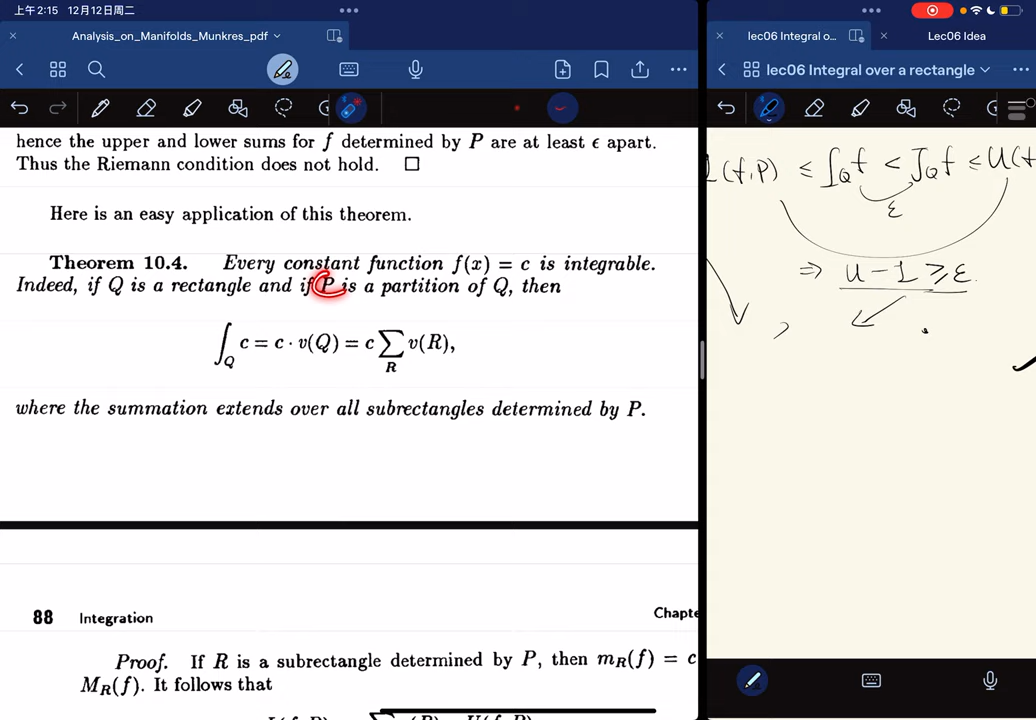 上午 2:15 12月12日周二
Analysis_on_Manifolds_Munkres_pdf
lec06 Integral o...
Lec06 Idea
lec06 Integral over a rectangle
hence the upper and lower sums for f determined by P are at least ϵ apart.
Thus the Riemann condition does not hold. □
Here is an easy application of this theorem.
Theorem 10.4. Every constant function f(x) = c is integrable.
Indeed, if Q is a rectangle and if P is a partition of Q, then
∫_Q c = c · v(Q) = c ∑_R v(R),
where the summation extends over all subrectangles determined by P.
88 Integration Chapte
Proof. If R is a subrectangle determined by P, then m_R(f) = c
M_R(f). It follows that
(f,P) ≤ ∫_Q f < ∫_Q f ≤ U(f
ε
⇒ U - L ≥ ε